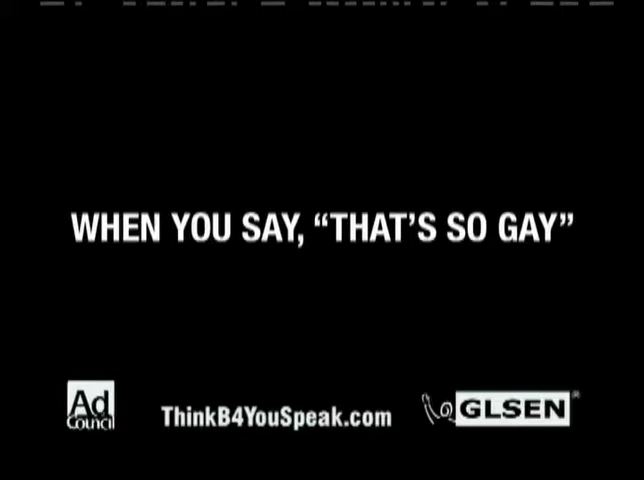 WHEN YOU SAY, “THAT’S SO GAY”
Ad
Council
ThinkB4YouSpeak.com
GLSEN®